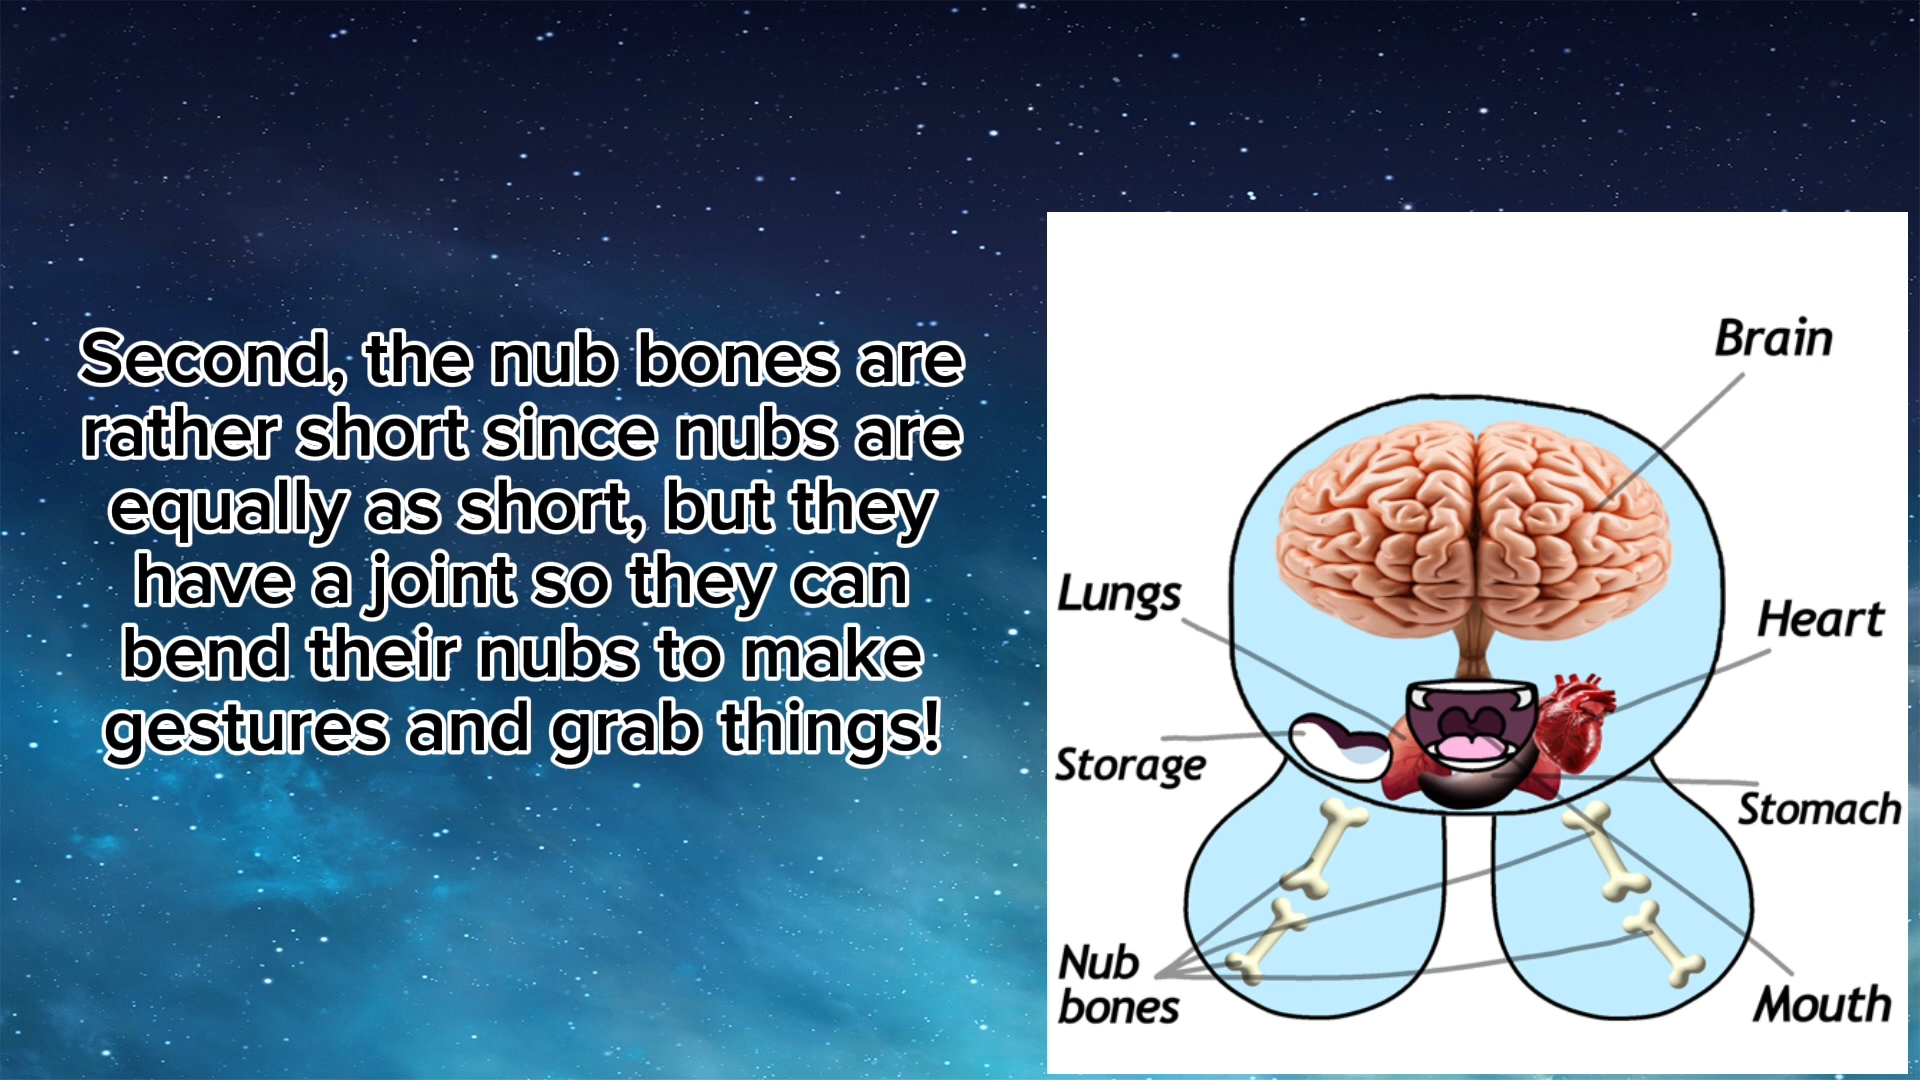 Second, the nub bones are
rather short since nubs are
equally as short, but they
have a joint so they can
bend their nubs to make
gestures and grab things!
Brain
Lungs
Heart
Storage
Stomach
Nub
bones
Mouth